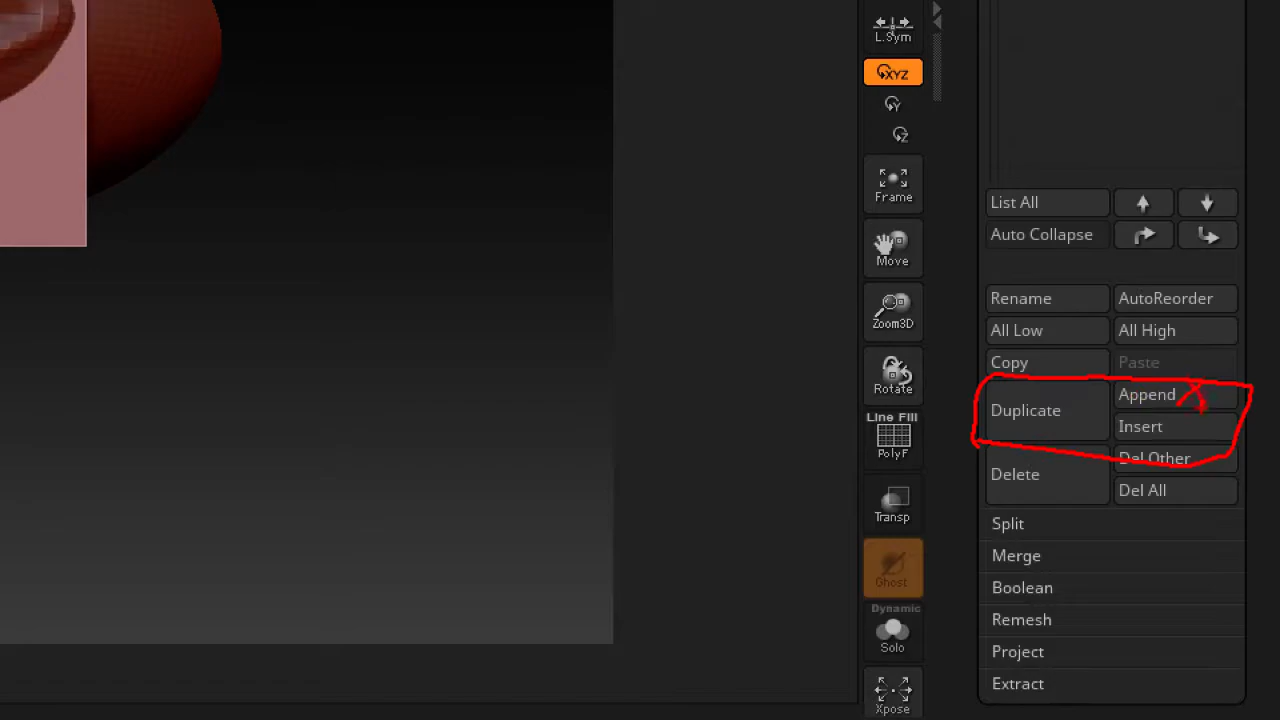 L.Sym
XYZ
Y
Z
Frame
Move
Zoom3D
Rotate
Line Fill
PolyF
Transp
Ghost
Dynamic
Solo
Xpose
List All
Auto Collapse
Rename AutoReorder
All Low All High
Copy Paste
Duplicate Append
Insert
Delete Del Other
Del All
Split
Merge
Boolean
Remesh
Project
Extract